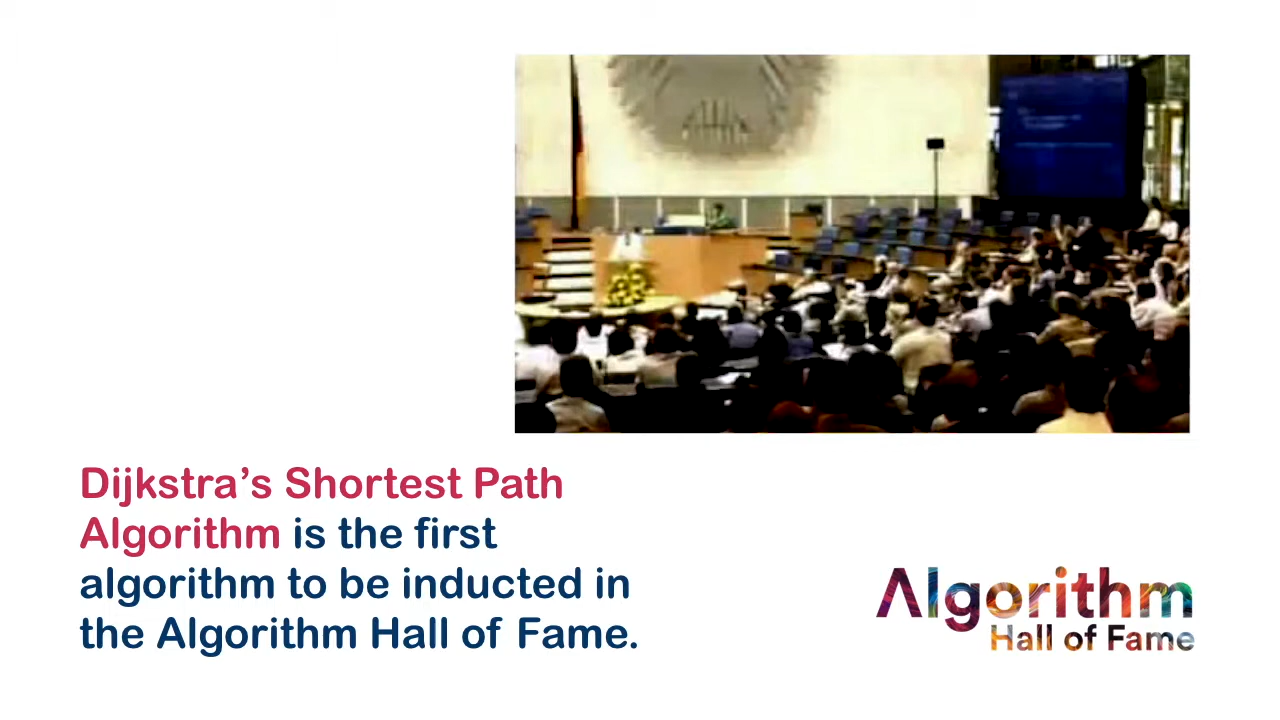 Dijkstra’s Shortest Path
Algorithm is the first
algorithm to be inducted in
the Algorithm Hall of Fame.
Algorithm
Hall of Fame